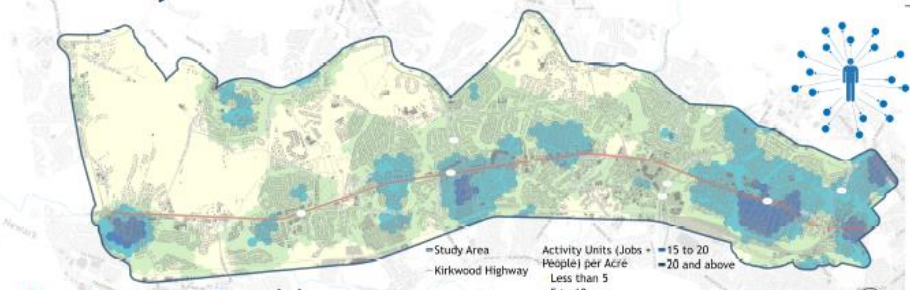 Newark
Study Area
Kirkwood Highway
Activity Units (Jobs +
People) per Acre
Less than 5
15 to 20
20 and above